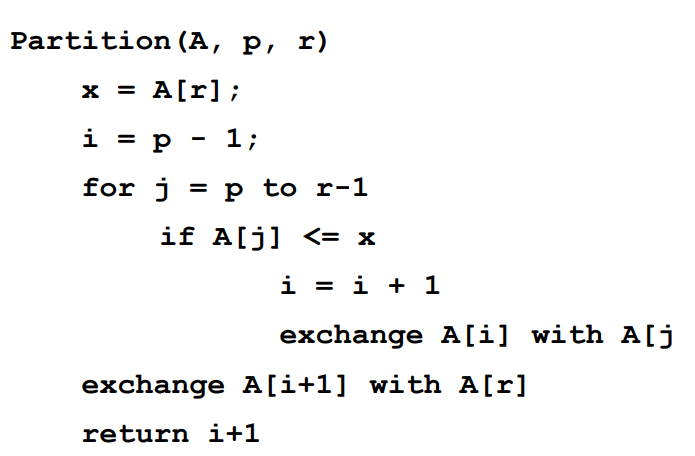 Partition(A, p, r)
x = A[r];
i = p - 1;
for j = p to r-1
if A[j] <= x
i = i + 1
exchange A[i] with A[j
exchange A[i+1] with A[r]
return i+1